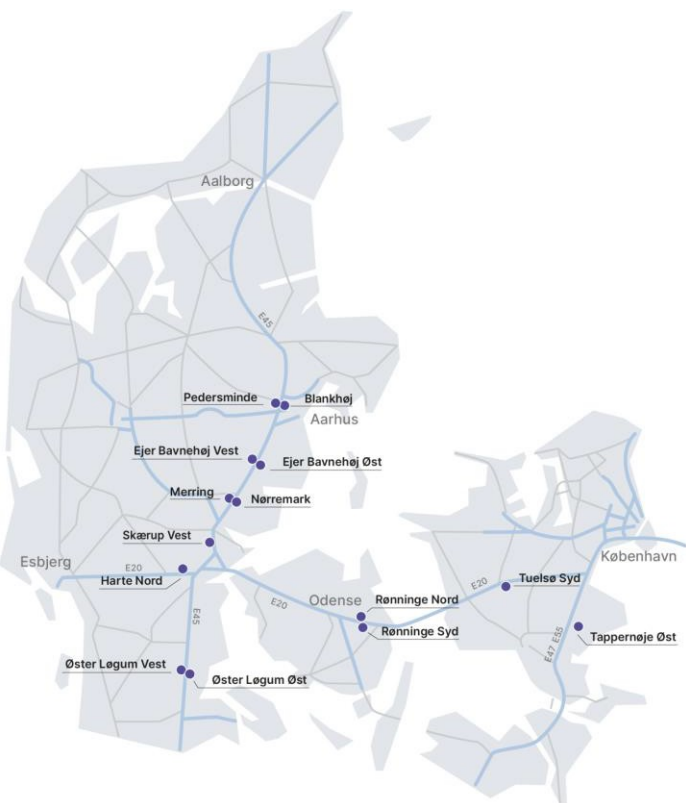 Aalborg
E45
Pedersminde
Blankhøj
Aarhus
Ejer Bavnehøj Vest
Ejer Bavnehøj Øst
Merring
Nørremark
Skærup Vest
Esbjerg
E20
Harte Nord
København
E20
Tuelsø Syd
E20
Odense
Rønninge Nord
Rønninge Syd
E45
E47 E55
Tappernøje Øst
Øster Løgum Vest
Øster Løgum Øst